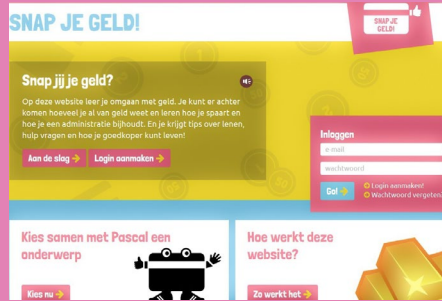 SNAP JE GELD!
SNAP JE
GELD!
Snap jij je geld?
Op deze website leer je omgaan met geld. Je kunt er achter
komen hoeveel je al van geld weet en leren hoe je spaart en
hoe je een administratie bijhoudt. En je krijgt tips over lenen,
hulp vragen en hoe je goedkoper kunt leven!
Aan de slag → Login aanmaken →
Inloggen
e-mail
wachtwoord
Go! →
Login aanmaken!
Wachtwoord vergeten?
Kies samen met Pascal een
onderwerp
Kies nu →
Hoe werkt deze
website?
Zo werkt het →